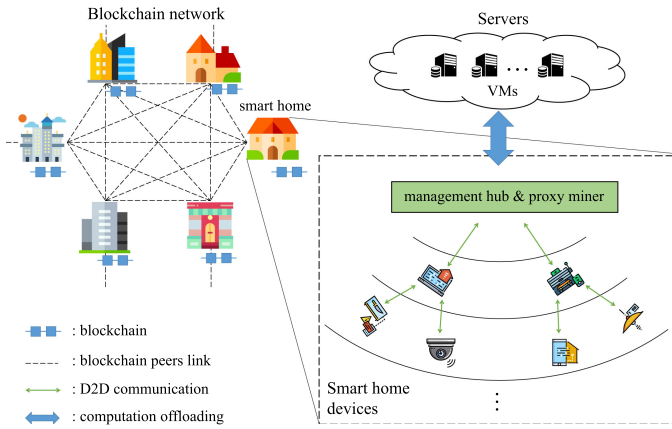 Blockchain network
Servers
... 
VMs
smart home
management hub & proxy miner
: blockchain
: blockchain peers link
: D2D communication
: computation offloading
Smart home
devices
⋮